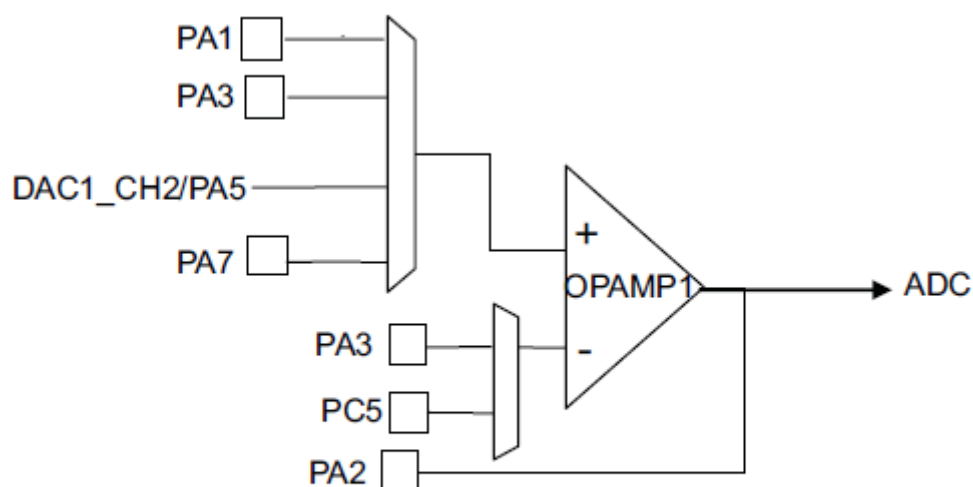 PA1
PA3
DAC1_CH2/PA5
PA7
+
OPAMP1
ADC
PA3
-
PC5
PA2